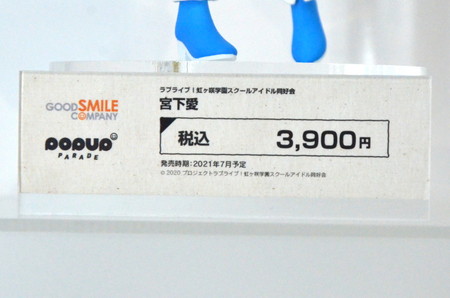 GOOD SMILE
COMPANY
POPUP
PARADE
ラブライブ！虹ヶ咲学園スクールアイドル同好会
宮下愛
税込 3,900円
発売時期：2021年7月予定
© 2020 プロジェクトラブライブ！虹ヶ咲学園スクールアイドル同好会